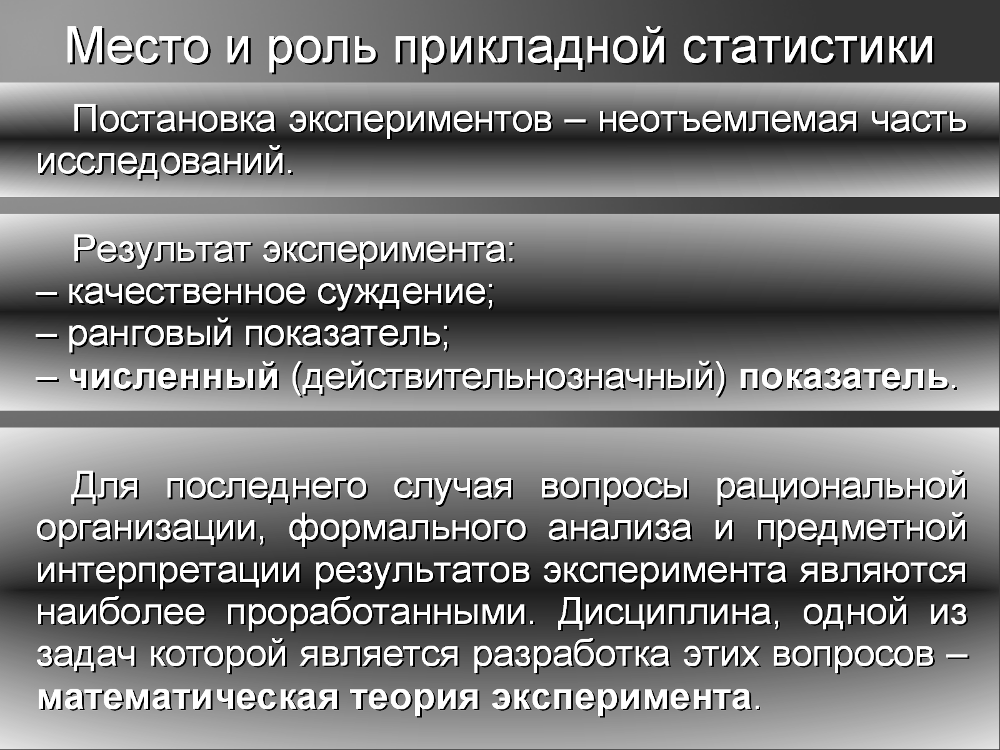 Место и роль прикладной статистики
Постановка экспериментов – неотъемлемая часть
исследований.
Результат эксперимента:
– качественное суждение;
– ранговый показатель;
– численный (действительнозначный) показатель.
Для последнего случая вопросы рациональной
организации, формального анализа и предметной
интерпретации результатов эксперимента являются
наиболее проработанными. Дисциплина, одной из
задач которой является разработка этих вопросов –
математическая теория эксперимента.